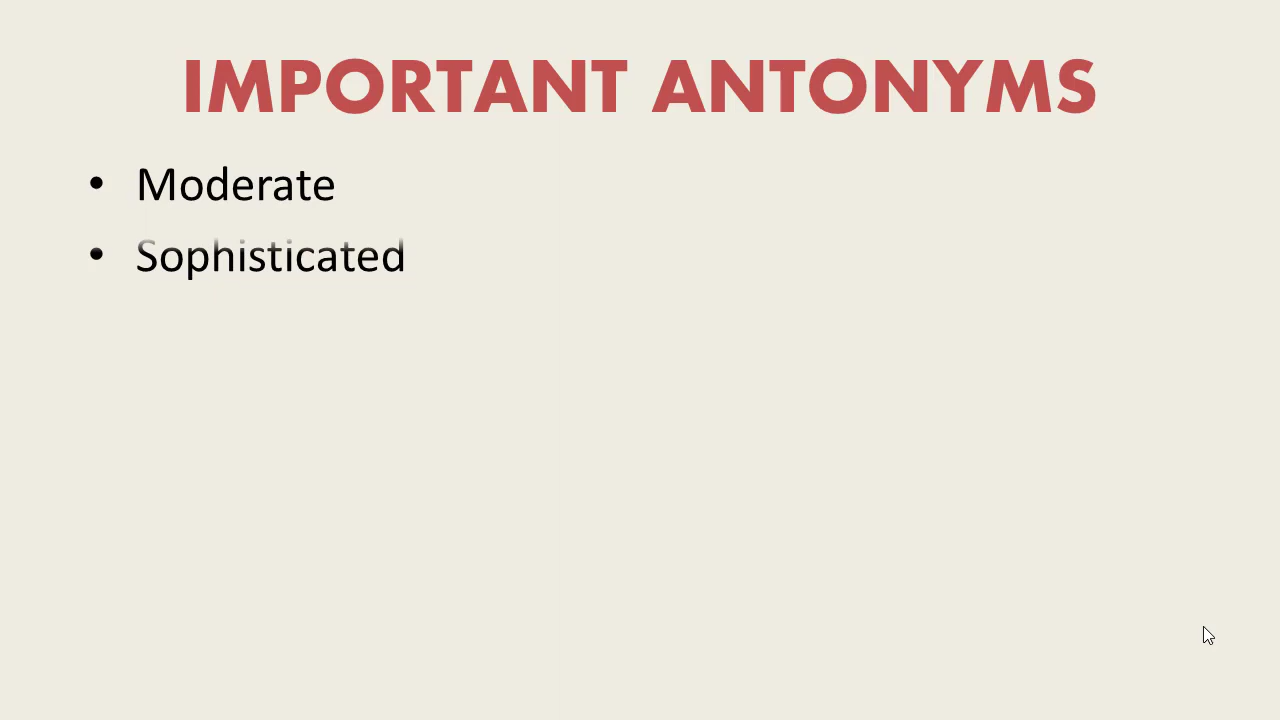 IMPORTANT ANTONYMS
• Moderate
• Sophisticated